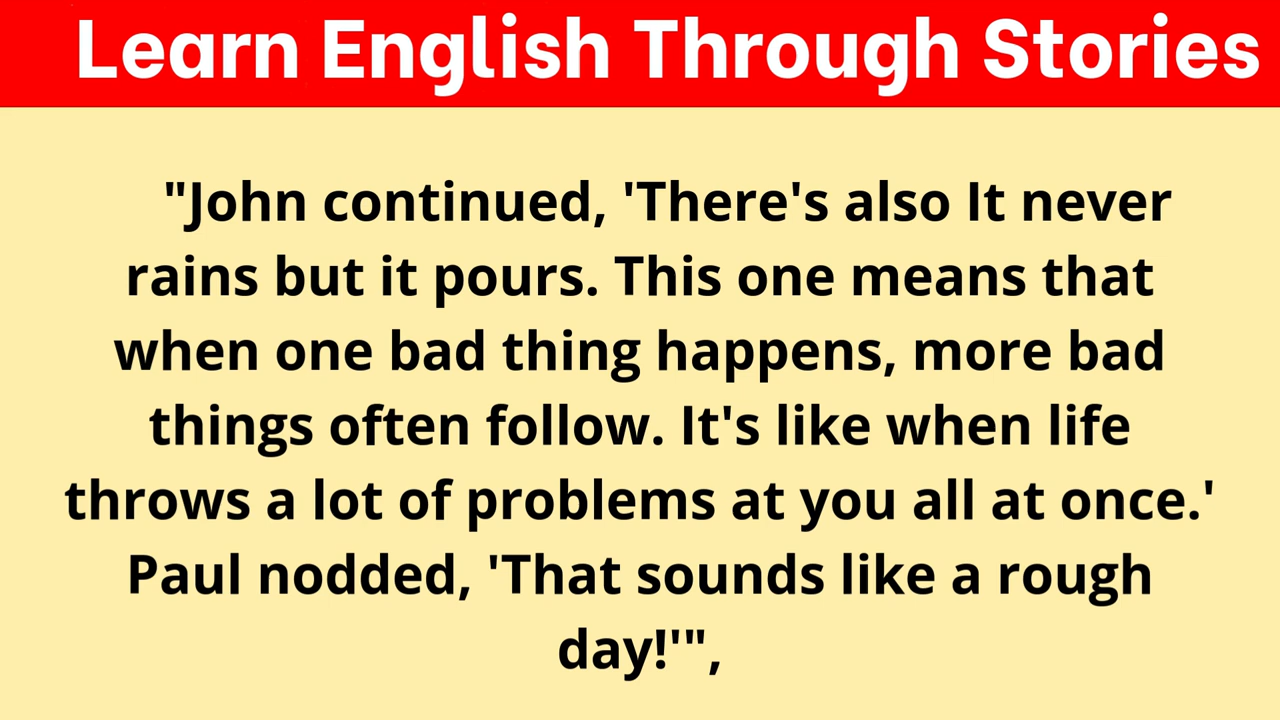 Learn English Through Stories
"John continued, 'There's also It never
rains but it pours. This one means that
when one bad thing happens, more bad
things often follow. It's like when life
throws a lot of problems at you all at once.'
Paul nodded, 'That sounds like a rough
day!'",